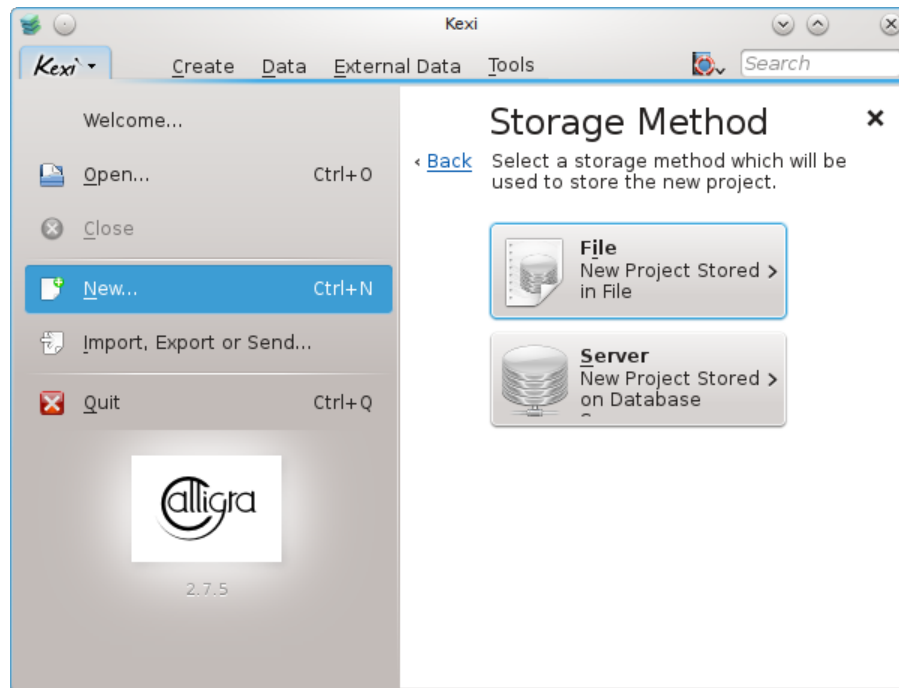 Kexi
Kexi Create Data External Data Tools Search
Welcome...
Open... Ctrl+O
Close
New... Ctrl+N
Import, Export or Send...
Quit Ctrl+Q
Calligra
2.7.5
Storage Method
‹ Back
Select a storage method which will be
used to store the new project.
File
New Project Stored
in File
Server
New Project Stored
on Database